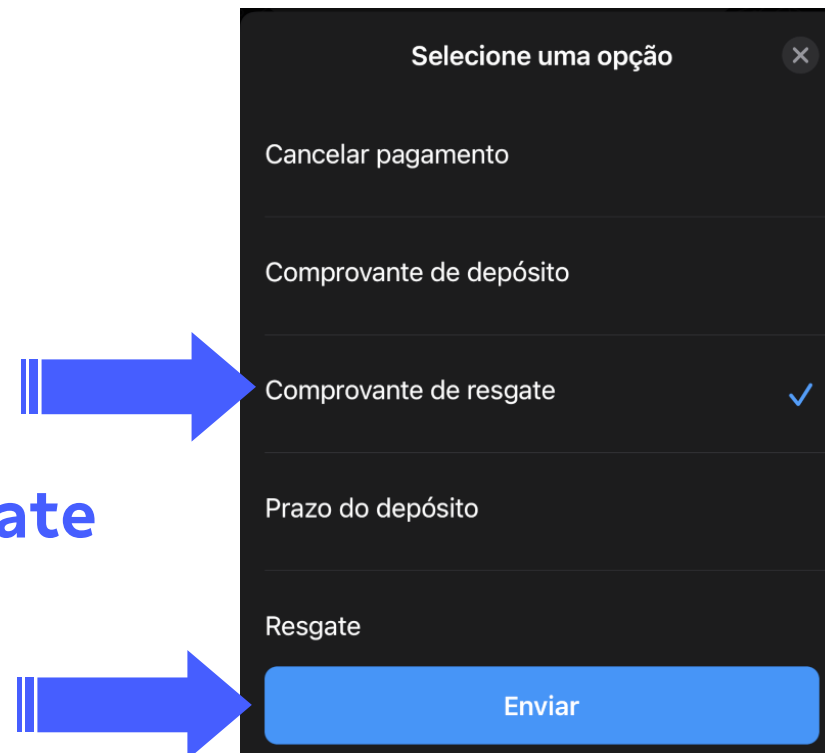 Selecione uma opção
Cancelar pagamento
Comprovante de depósito
Comprovante de resgate
ate
Prazo do depósito
Resgate
Enviar